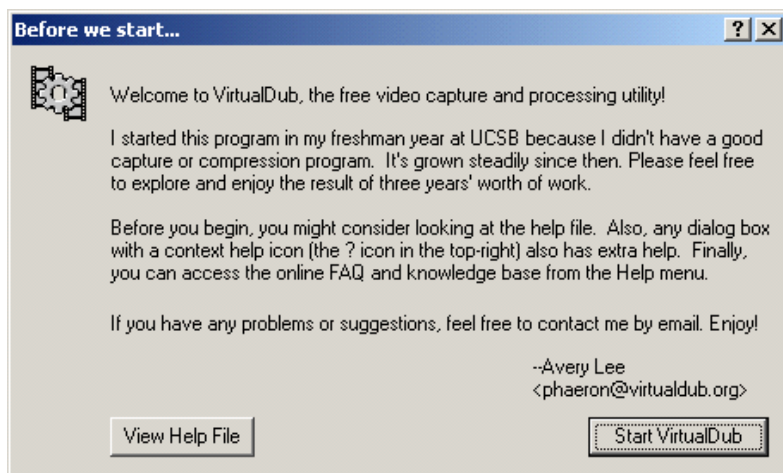 Before we start...
Welcome to VirtualDub, the free video capture and processing utility!
I started this program in my freshman year at UCSB because I didn't have a good
capture or compression program.  It's grown steadily since then. Please feel free
to explore and enjoy the result of three years' worth of work.
Before you begin, you might consider looking at the help file.  Also, any dialog box
with a context help icon (the ? icon in the top-right) also has extra help.  Finally,
you can access the online FAQ and knowledge base from the Help menu.
If you have any problems or suggestions, feel free to contact me by email. Enjoy!
--Avery Lee
<phaeron@virtualdub.org>
View Help File
Start VirtualDub